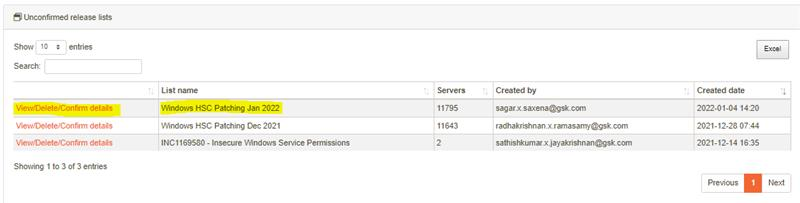 Unconfirmed release lists
Show 10 entries
Excel
Search:
List name Servers Created by Created date
View/Delete/Confirm details Windows HSC Patching Jan 2022 11795 sagar.x.saxena@gsk.com 2022-01-04 14:20
View/Delete/Confirm details Windows HSC Patching Dec 2021 11643 radhakrishnan.x.ramasamy@gsk.com 2021-12-28 07:44
View/Delete/Confirm details INC1169580 - Insecure Windows Service Permissions 2 sathishkumar.x.jayakrishnan@gsk.com 2021-12-14 16:35
Showing 1 to 3 of 3 entries
Previous 1 Next